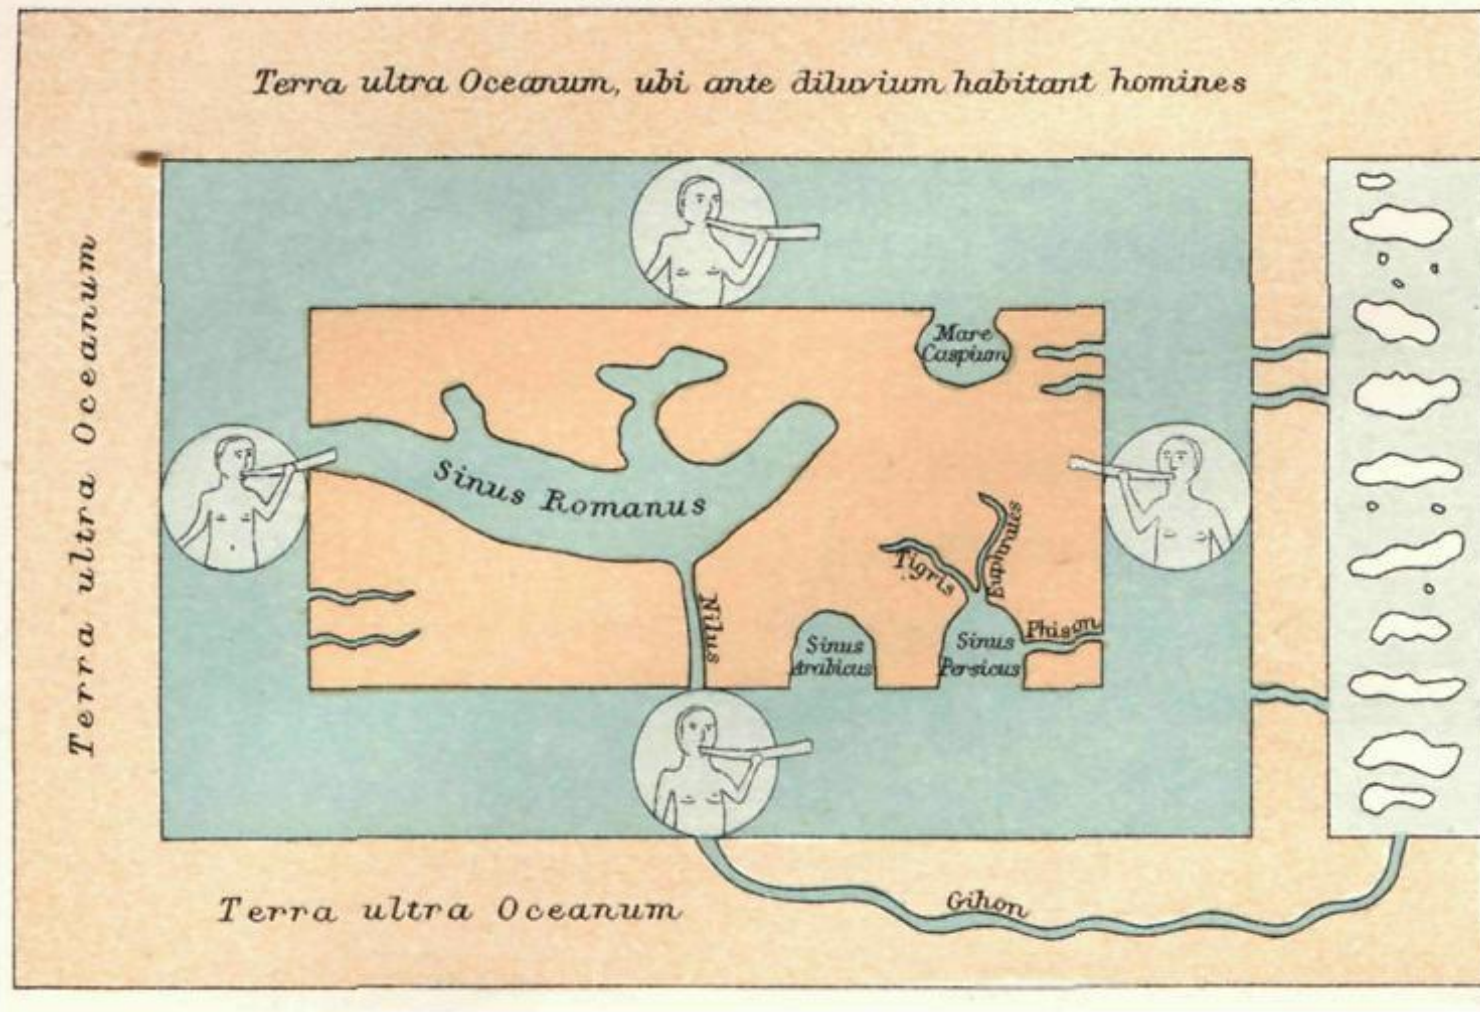 Terra ultra Oceanum, ubi ante diluvium habitant homines
Terra ultra Oceanum
Mare
Caspium
Sinus Romanus
Tigris
Euphrates
Nilus
Phison
Sinus
Arabicus
Sinus
Persicus
Gihon
Terra ultra Oceanum